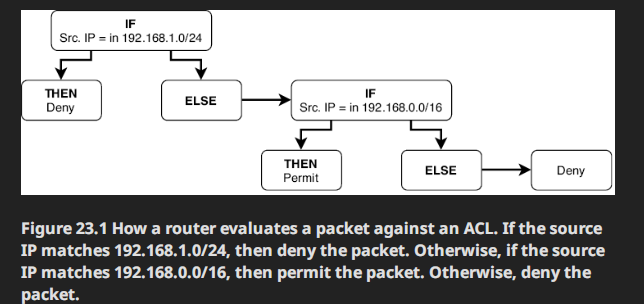 IF
Src. IP = in 192.168.1.0/24
THEN
Deny
ELSE
IF
Src. IP = in 192.168.0.0/16
THEN
Permit
ELSE
Deny
Figure 23.1 How a router evaluates a packet against an ACL. If the source
IP matches 192.168.1.0/24, then deny the packet. Otherwise, if the source
IP matches 192.168.0.0/16, then permit the packet. Otherwise, deny the
packet.